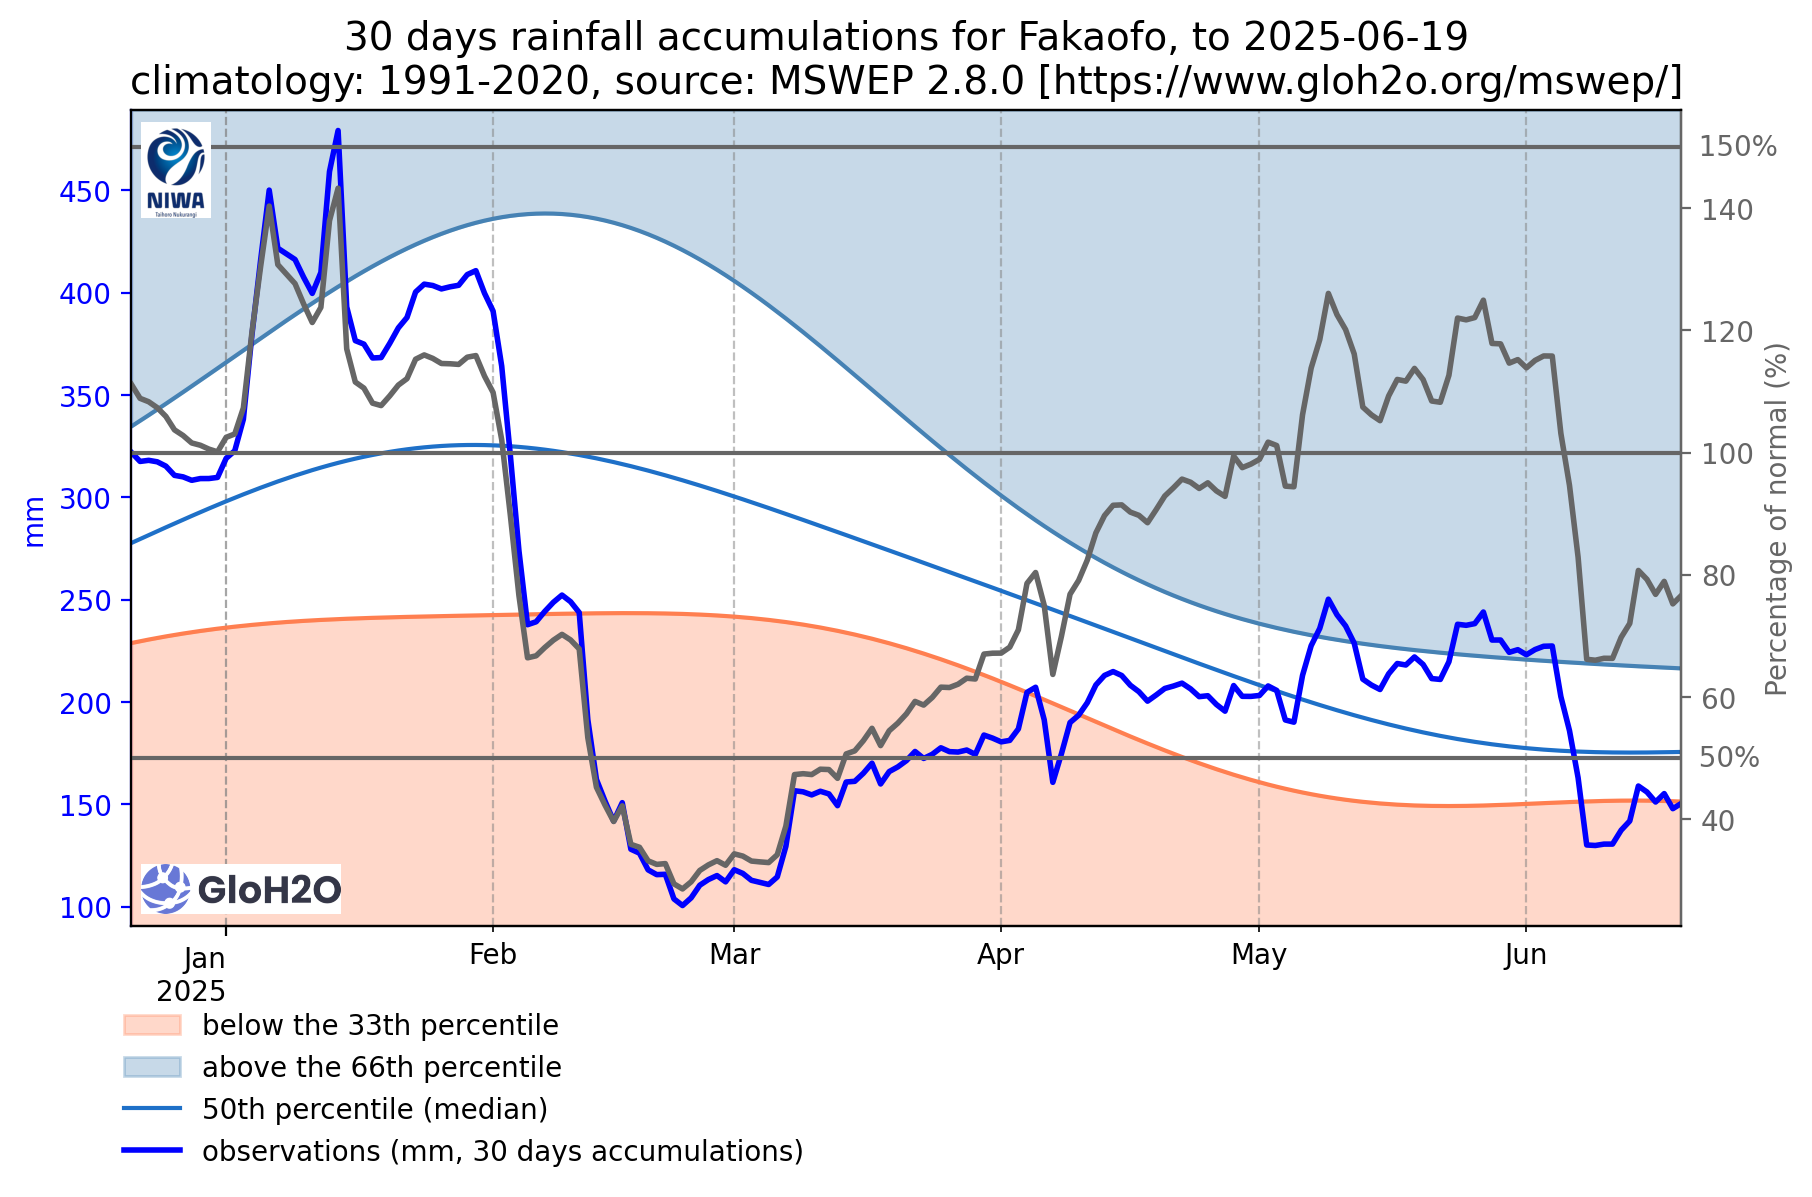 30 days rainfall accumulations for Fakaofo, to 2025-06-19
climatology: 1991-2020, source: MSWEP 2.8.0 [https://www.gloh2o.org/mswep/]
NIWA
Taihoro Nukurangi
450
400
350
300
250
200
150
100
mm
150%
140
120
100
80
60
50%
40
Percentage of normal (%)
GloH2O
Jan
2025
Feb
Mar
Apr
May
Jun
below the 33th percentile
above the 66th percentile
50th percentile (median)
observations (mm, 30 days accumulations)